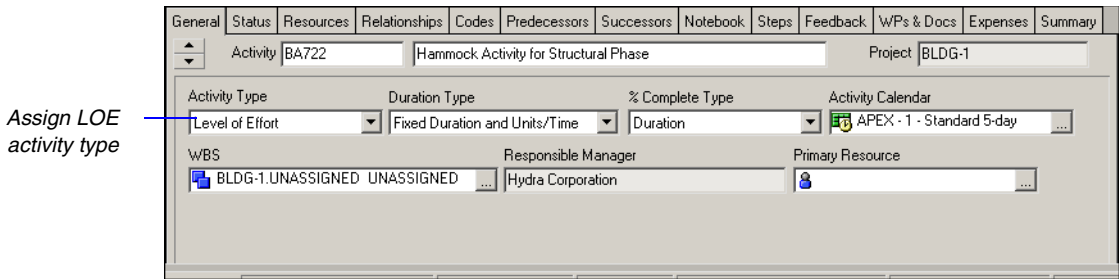 General Status Resources Relationships Codes Predecessors Successors Notebook Steps Feedback WPs & Docs Expenses Summary
Activity BA722 Hammock Activity for Structural Phase Project BLDG-1
Assign LOE
activity type
Activity Type Duration Type % Complete Type Activity Calendar
Level of Effort Fixed Duration and Units/Time Duration APEX - 1 - Standard 5-day ...
WBS Responsible Manager Primary Resource
BLDG-1.UNASSIGNED UNASSIGNED ... Hydra Corporation ...